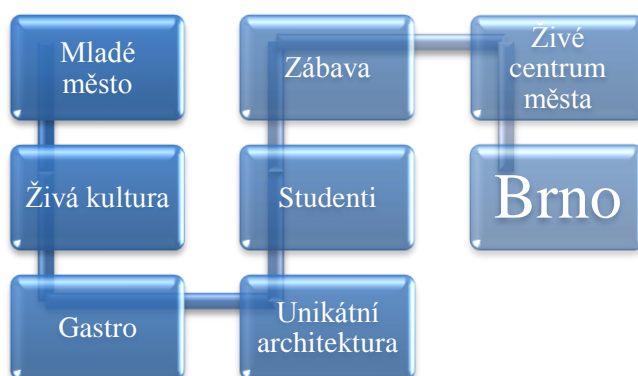 Mladé
město
Živá kultura
Gastro
Unikátní
architektura
Studenti
Zábava
Živé
centrum
města
Brno